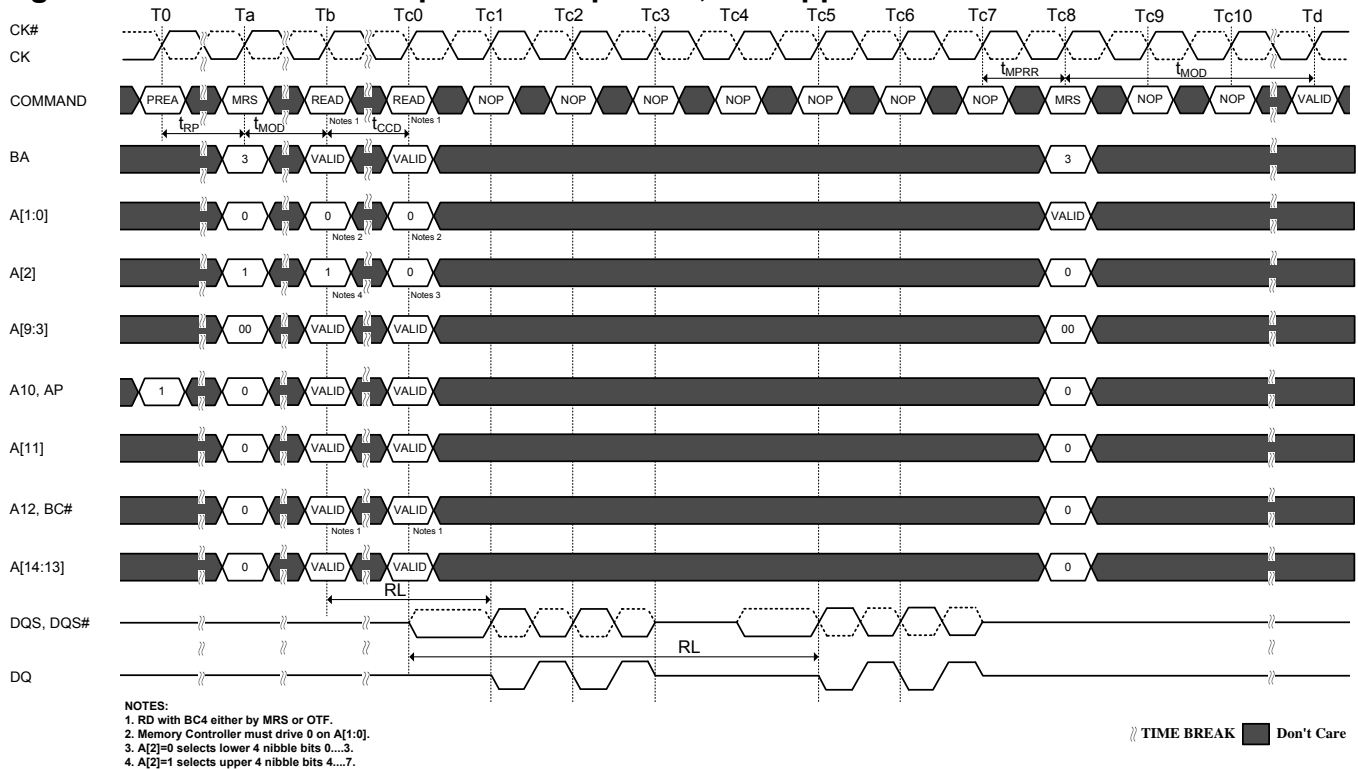 T0 Ta Tb Tc0 Tc1 Tc2 Tc3 Tc4 Tc5 Tc6 Tc7 Tc8 Tc9 Tc10 Td
CK#
CK
tMPRR tMOD
COMMAND PREA MRS READ READ NOP NOP NOP NOP NOP NOP NOP MRS NOP NOP VALID
Notes 1 Notes 1
tRP tMOD tCCD
BA 3 VALID VALID 3
A[1:0] 0 0 0 VALID
Notes 2 Notes 2
A[2] 1 1 0 0
Notes 4 Notes 3
A[9:3] 00 VALID VALID 00
A10, AP 1 0 VALID VALID 0
A[11] 0 VALID VALID 0
A12, BC# 0 VALID VALID 0
Notes 1 Notes 1
A[14:13] 0 VALID VALID 0
RL
DQS, DQS#
RL
DQ
NOTES:
1. RD with BC4 either by MRS or OTF.
2. Memory Controller must drive 0 on A[1:0].
3. A[2]=0 selects lower 4 nibble bits 0....3.
4. A[2]=1 selects upper 4 nibble bits 4....7.
TIME BREAK Don't Care